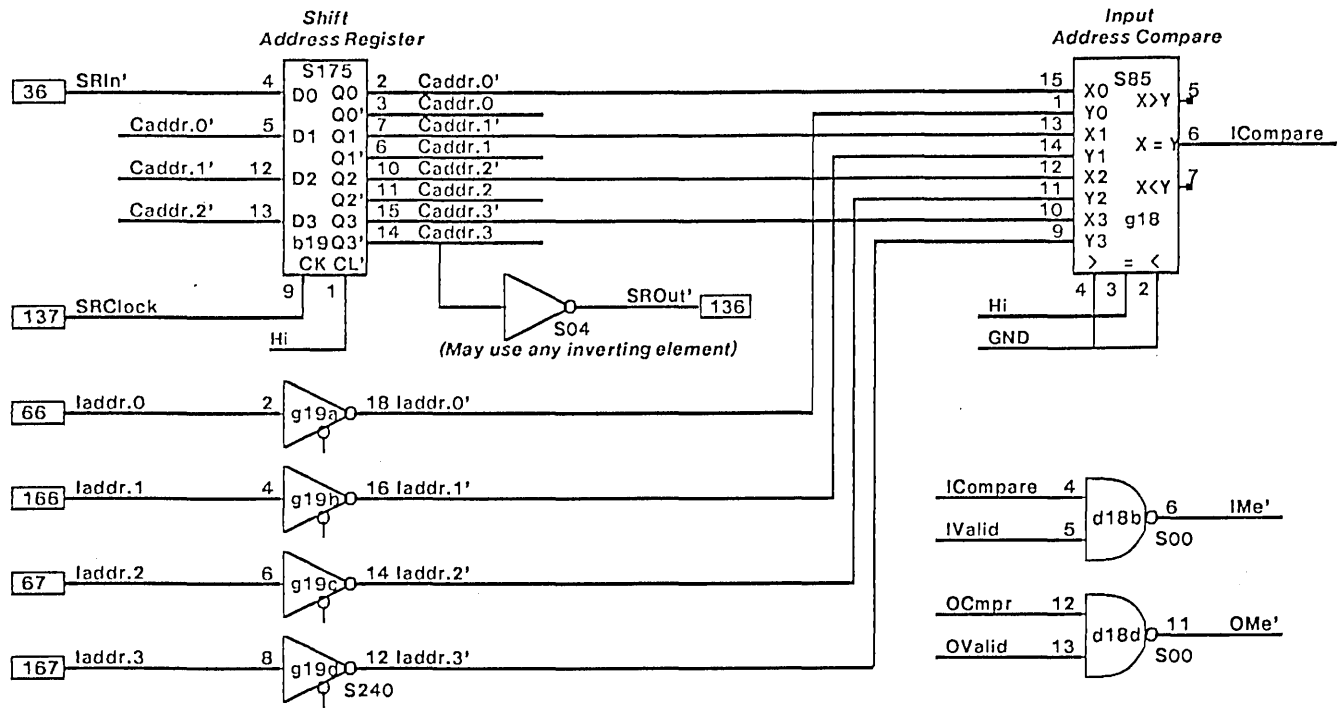 Shift
Address Register
Input
Address Compare
36 SRIn' 4
S175
D0 Q0 2 Caddr.0'
Q0' 3 Caddr.0
Caddr.0' 5 D1 Q1 7 Caddr.1'
Q1' 6 Caddr.1
Caddr.1' 12 D2 Q2 10 Caddr.2'
Q2' 11 Caddr.2
Caddr.2' 13 D3 Q3 15 Caddr.3'
b19 Q3' 14 Caddr.3
CK CL'
9 1
137 SRClock
Hi
S04
SROut' 136
(May use any inverting element)
S85
15 X0
X>Y 5
1 Y0
13 X1
X = Y 6 ICompare
14 Y1
12 X2
X<Y 7
11 Y2
10 X3 g18
9 Y3
> = <
4 3 2
Hi
GND
66 Iaddr.0 2 g19a 18 Iaddr.0'
166 Iaddr.1 4 g19b 16 Iaddr.1'
67 Iaddr.2 6 g19c 14 Iaddr.2'
167 Iaddr.3 8 g19d 12 Iaddr.3'
S240
ICompare 4
d18b 6 IMe'
IValid 5
S00
OCmpr 12
d18d 11 OMe'
OValid 13
S00